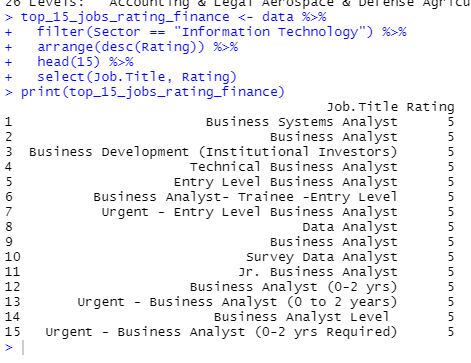 26 Levels:   Accounting & Legal Aerospace & Defense Agricu
> top_15_jobs_rating_finance <- data %>%
+   filter(Sector == "Information Technology") %>%
+   arrange(desc(Rating)) %>%
+   head(15) %>%
+   select(Job.Title, Rating)
> print(top_15_jobs_rating_finance)
Job.Title Rating
1 Business Systems Analyst 5
2 Business Analyst 5
3 Business Development (Institutional Investors) 5
4 Technical Business Analyst 5
5 Entry Level Business Analyst 5
6 Business Analyst- Trainee -Entry Level 5
7 Urgent - Entry Level Business Analyst 5
8 Data Analyst 5
9 Business Analyst 5
10 Survey Data Analyst 5
11 Jr. Business Analyst 5
12 Business Analyst (0-2 yrs) 5
13 Urgent - Business Analyst (0 to 2 years) 5
14 Business Analyst Level 5
15 Urgent - Business Analyst (0-2 yrs Required) 5
>